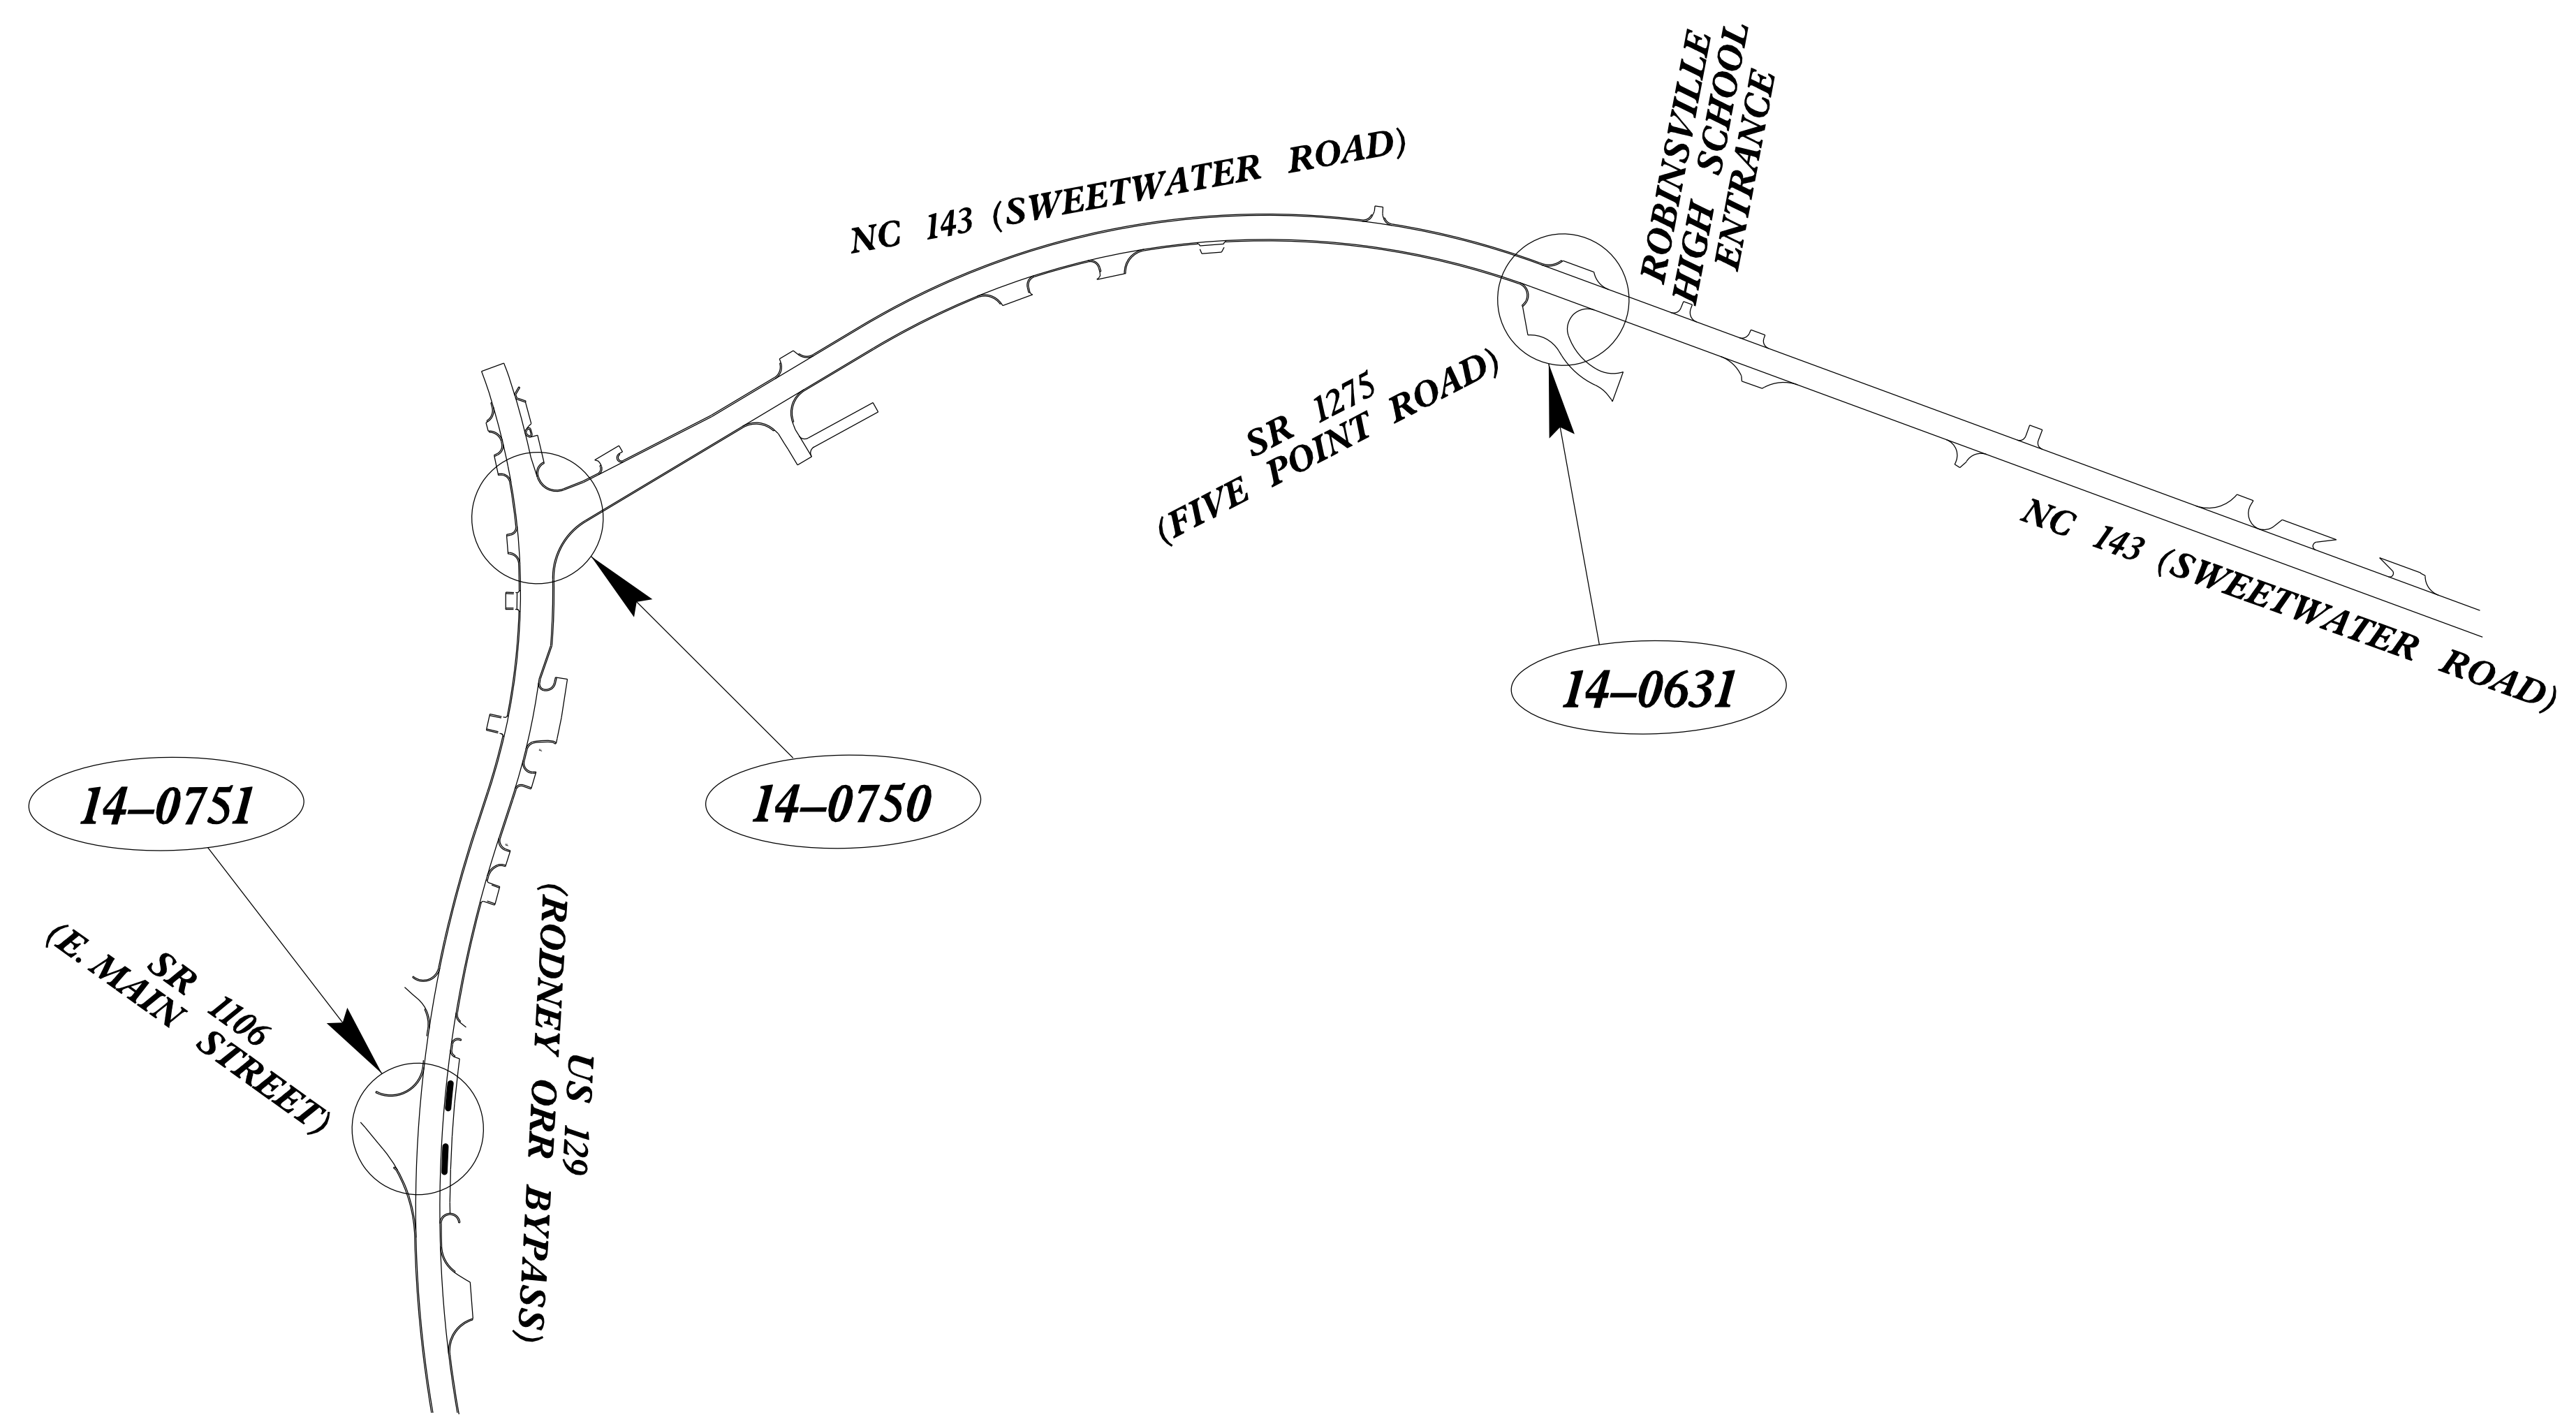 ROBINSVILLE
HIGH SCHOOL
ENTRANCE
NC 143 (SWEETWATER ROAD)
SR 1275
(FIVE POINT ROAD)
NC 143 (SWEETWATER ROAD)
14-0631
14-0750
14-0751
SR 1106
(E. MAIN STREET)
US 129
(RODNEY ORR BYPASS)